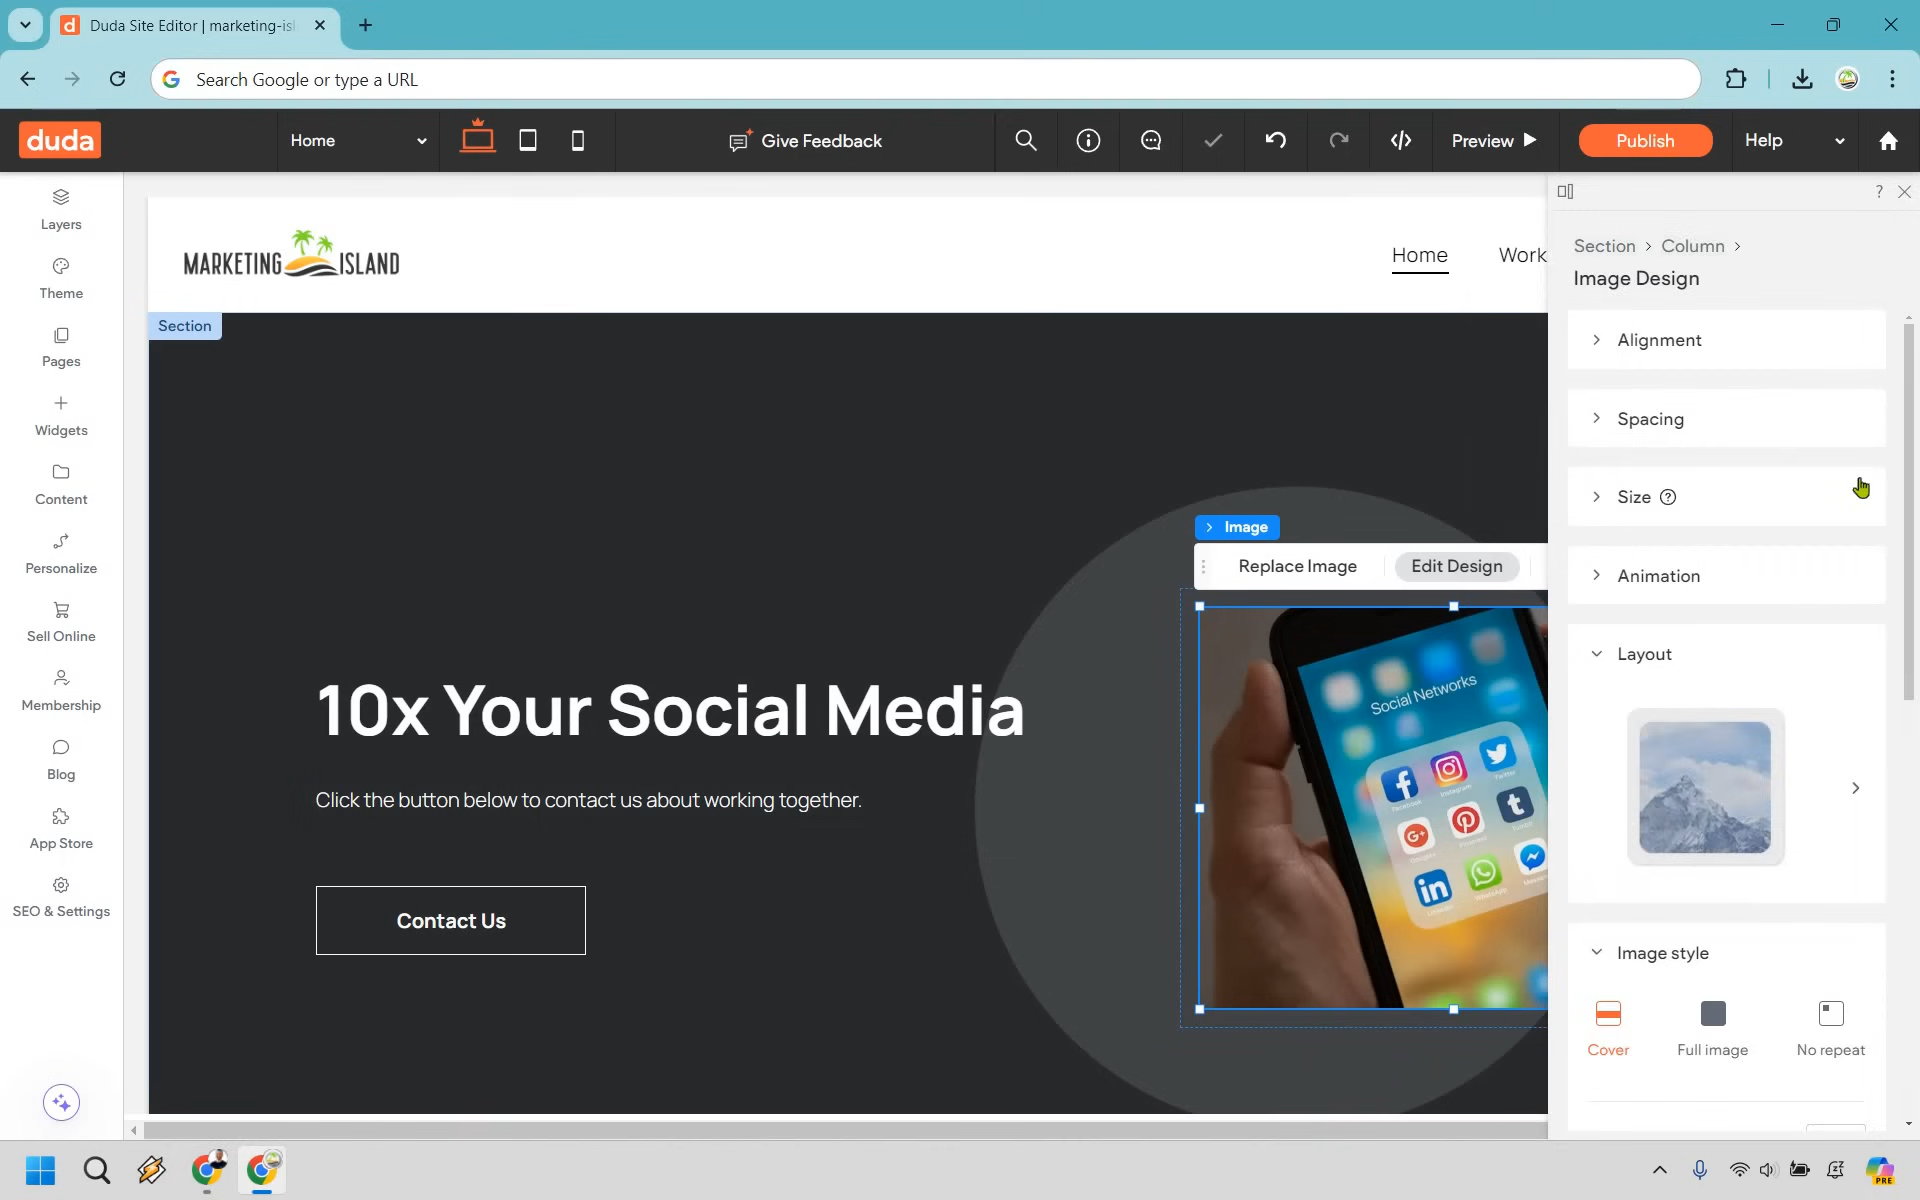 Duda Site Editor | marketing-isl
Search Google or type a URL
duda
Home
Give Feedback
Preview
Publish
Help
Layers
Theme
Pages
Widgets
Content
Personalize
Sell Online
Membership
Blog
App Store
SEO & Settings
MARKETING ISLAND
Home
Work
Section
Image
Replace Image
Edit Design
10x Your Social Media
Click the button below to contact us about working together.
Contact Us
Social Networks
Section > Column >
Image Design
Alignment
Spacing
Size
Animation
Layout
Image style
Cover
Full image
No repeat
PRE